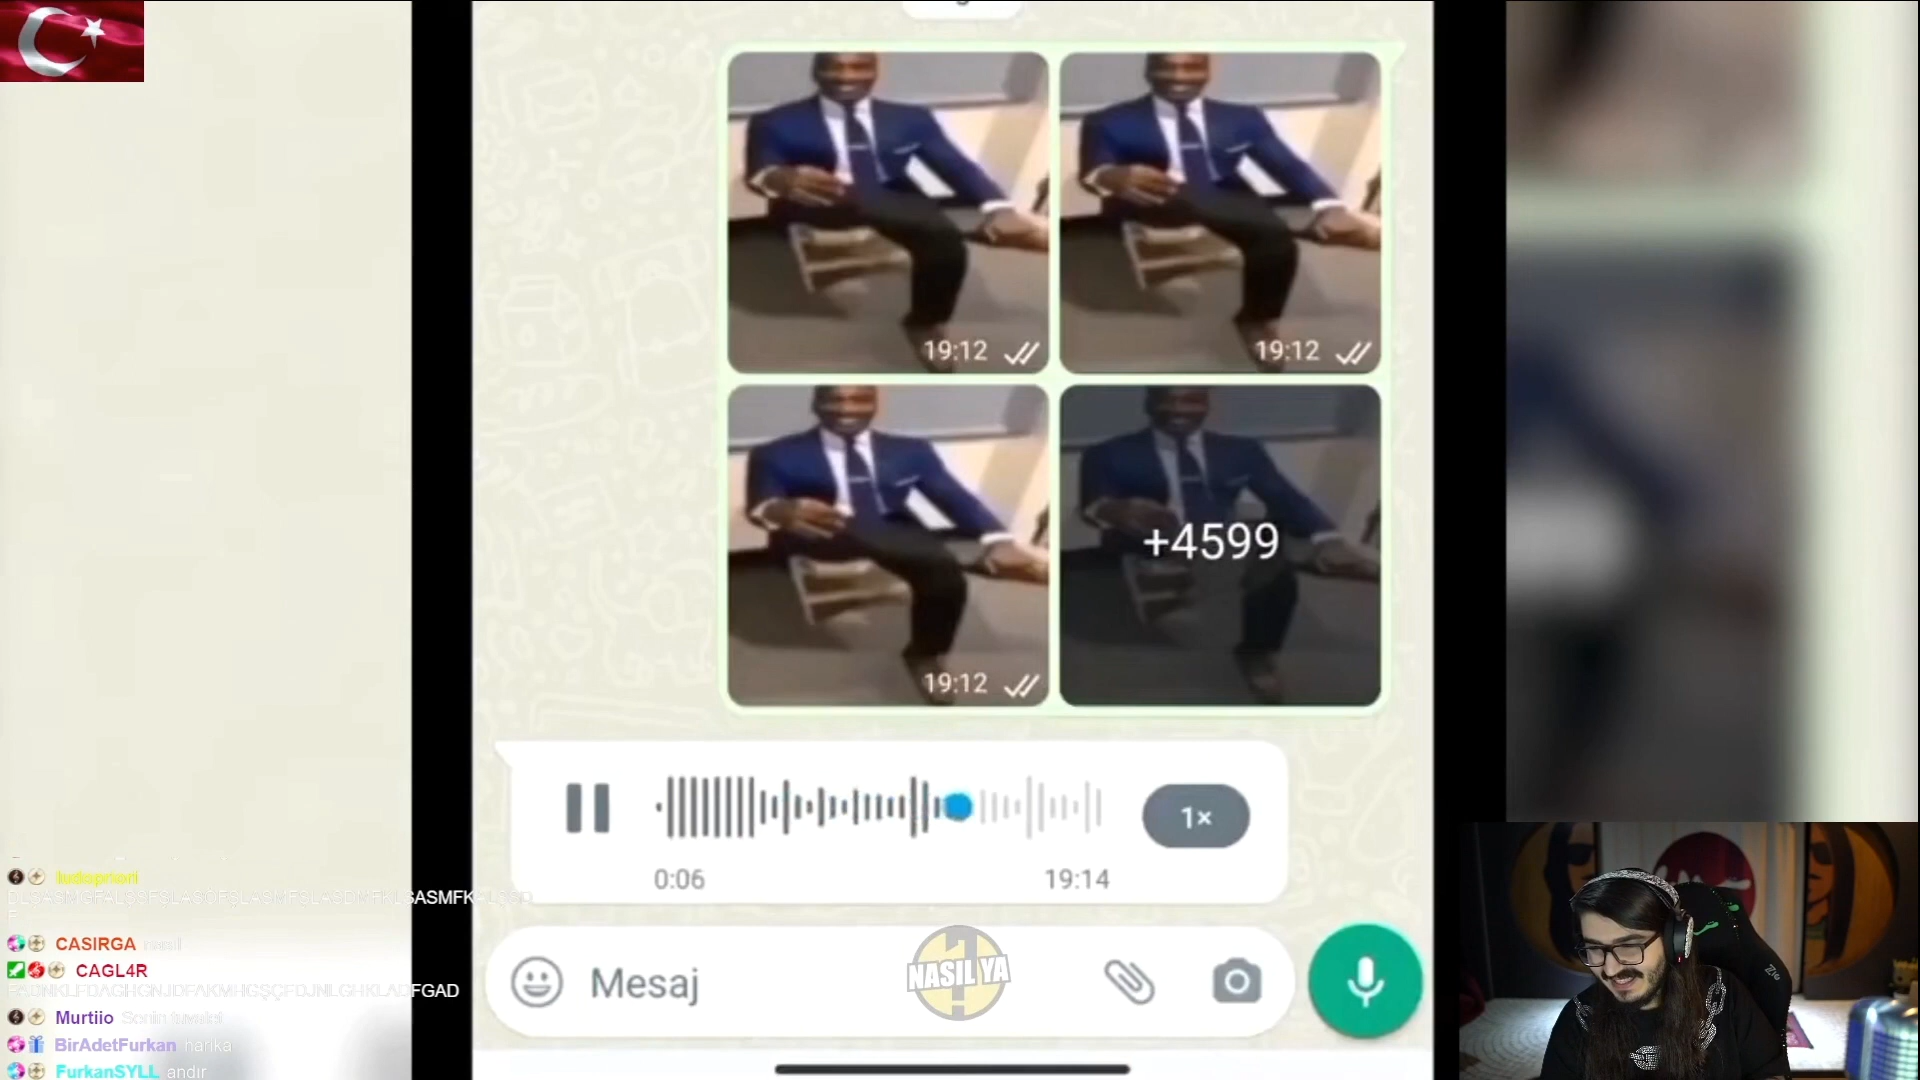 19:12
19:12
19:12
+4599
1×
0:06
19:14
Mesaj
NASIL YA
CASIRGA
CAGL4R
Murtiio
BirAdetFurkan harika
FurkanSYLL andır